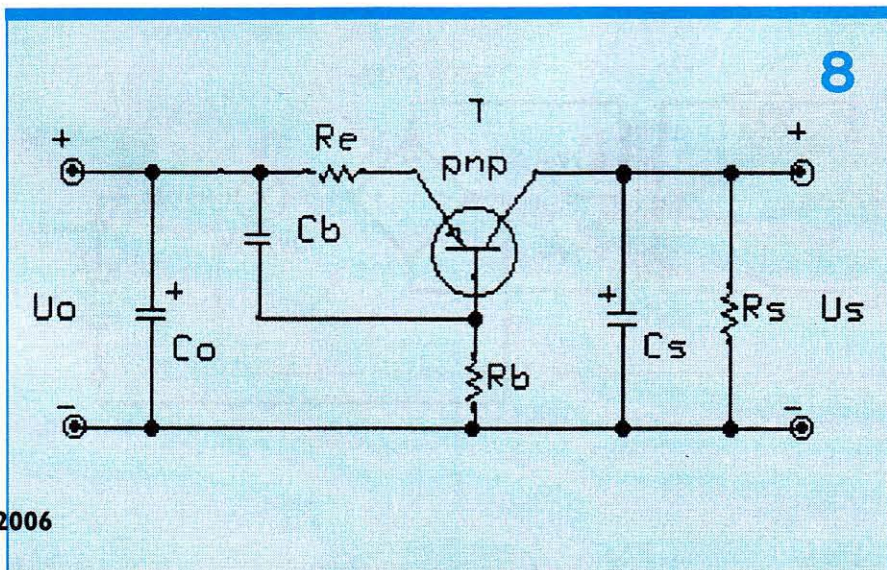 8
T
pnp
+
Re
+
Cb
Uo
+
Co
+
Cs
Rs
Us
Rb
-
-
2006